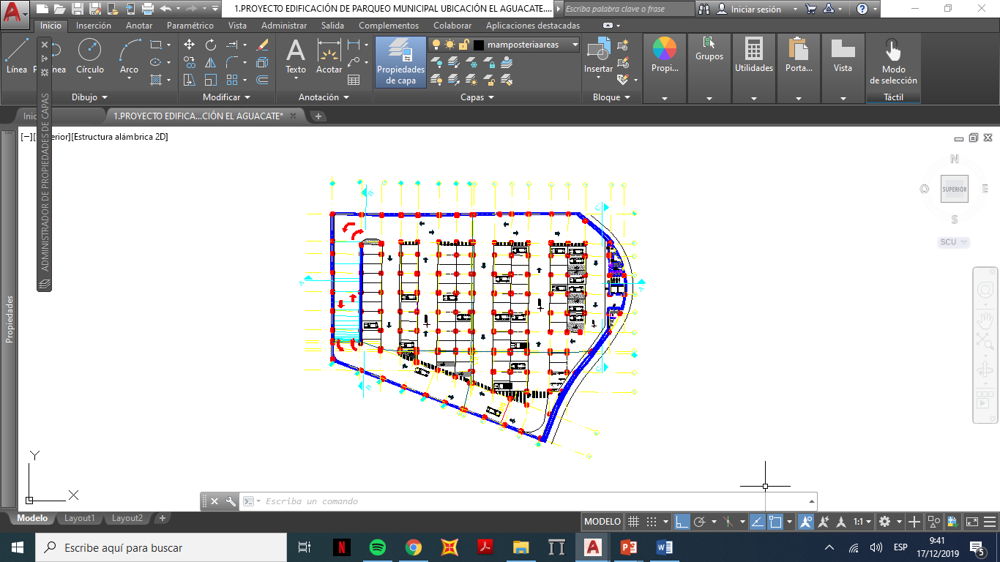 1.PROYECTO EDIFICACIÓN DE PARQUEO MUNICIPAL UBICACIÓN EL AGUACATE....
Escriba palabra clave o frase
Iniciar sesión
Inicio Inserción Anotar Paramétrico Vista Administrar Salida Complementos Colaborar Aplicaciones destacadas
mamposteriaareas
Línea
Círculo
Arco
Texto
Acotar
Propiedades
de capa
Insertar
Propi...
Grupos
Utilidades
Porta...
Vista
Modo
de selección
Dibujo
Modificar
Anotación
Capas
Bloque
Táctil
1.PROYECTO EDIFICA...CIÓN EL AGUACATE*
[−]
[Estructura alámbrica 2D]
ADMINISTRADOR DE PROPIEDADES DE CAPAS
Propiedades
N
O
SUPERIOR
E
S
SCU
Y
X
Escriba un comando
Modelo Layout1 Layout2
MODELO
1:1
Escribe aquí para buscar
ESP
9:41
17/12/2019
5